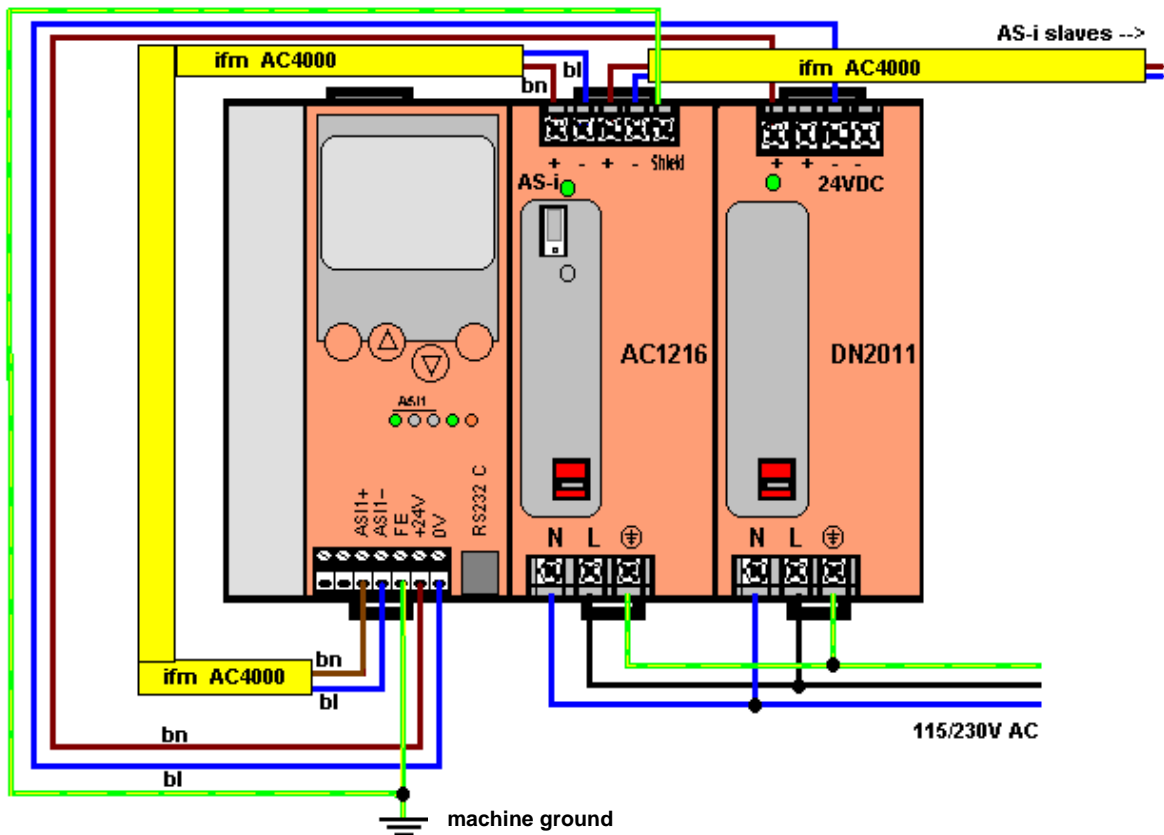 AS-i slaves -->
ifm AC4000
ifm AC4000
bl
bl
bn
+ - + - Shield
+ + - -
AS-i
24VDC
AC1216
DN2011
ASI1
ASI1+
ASI1-
FE
+24V
0V
RS232 C
N L
N L
bn
ifm AC4000
bl
bn
115/230V AC
bl
machine ground